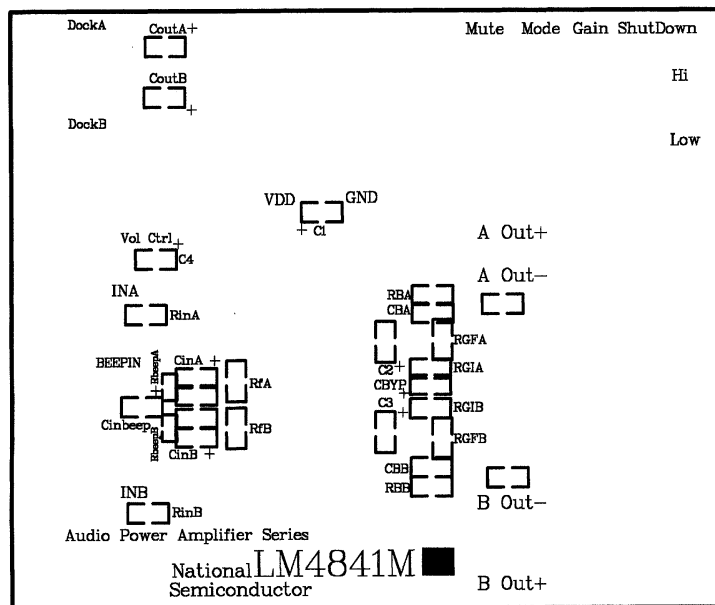 DockA
CoutA+
Mute Mode Gain ShutDown
CoutB
Hi
+
DockB
Low
VDD GND
+ C1
A Out+
Vol Ctrl+
C4
A Out-
INA
RinA
RBA
CBA
RGFA
BEEPIN
RbeepA
CinA +
RfA
C2+
RGIA
CBYP
+
+
C3
+
RGIB
Cinbeep
RbeepB
RfB
RGFB
CinB +
CBB
RBB
INB
RinB
B Out-
Audio Power Amplifier Series
National LM4841M
Semiconductor
B Out+